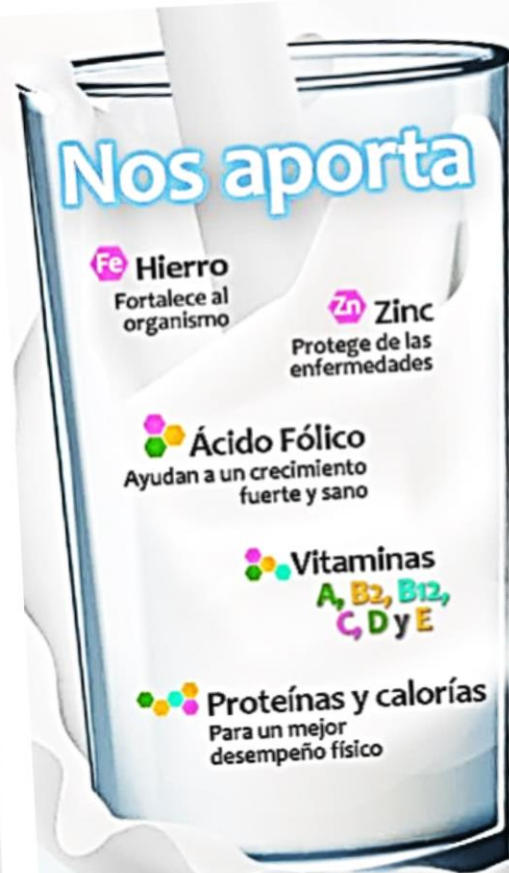 Nos aporta
Fe Hierro
Fortalece al
organismo
Zn Zinc
Protege de las
enfermedades
Ácido Fólico
Ayudan a un crecimiento
fuerte y sano
Vitaminas
A, B2, B12,
C, D y E
Proteínas y calorías
Para un mejor
desempeño físico